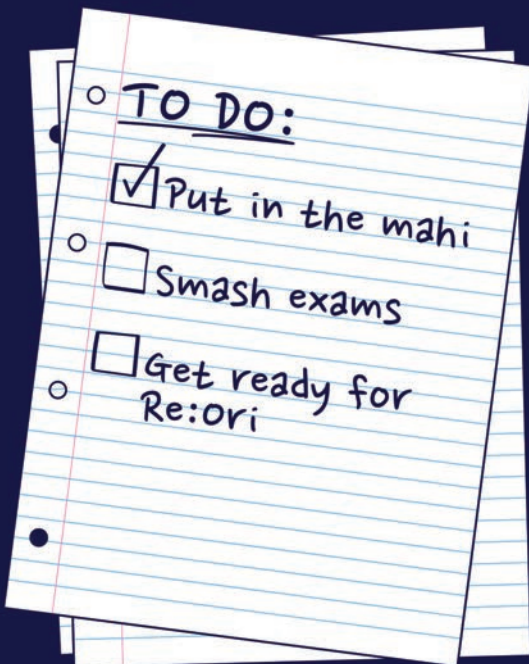 TO DO:
Put in the mahi
Smash exams
Get ready for
Re:Ori